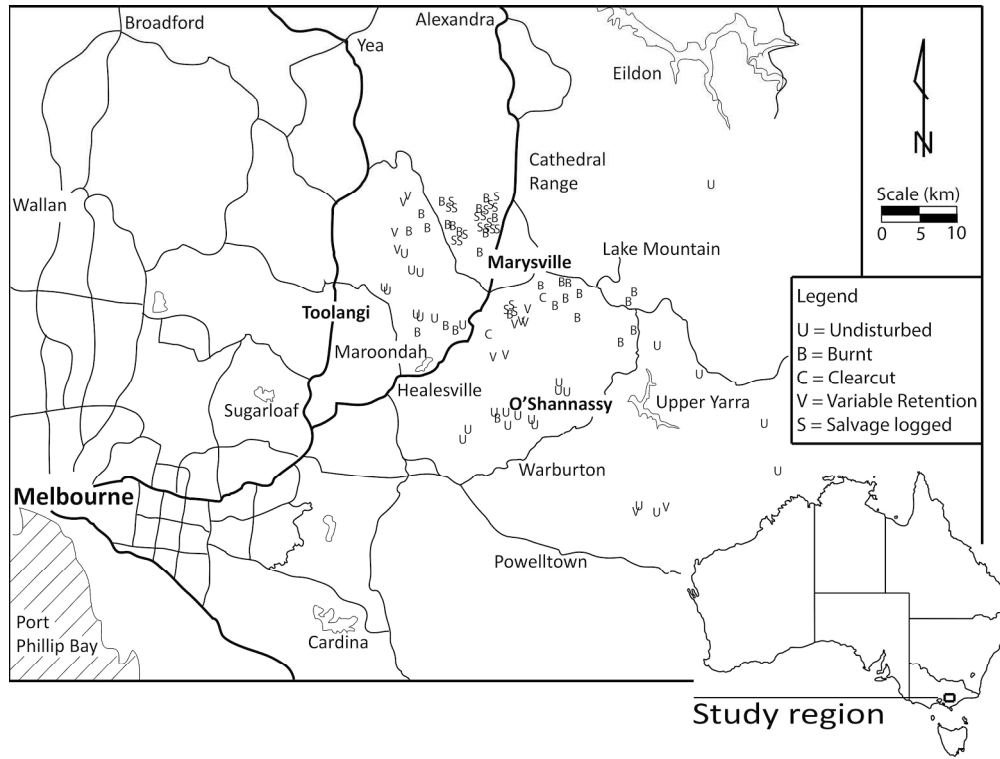 Broadford
Alexandra
Yea
Eildon
N
Cathedral
Range
Scale (km)
0 5 10
Wallan
U
V V
V
B
B B
V
V U
U U
B S
S S
B B
B S
S S
B S
S B S
S
S B
S S S S
B
B
Lake Mountain
Marysville
Legend
U = Undisturbed
B = Burnt
C = Clearcut
V = Variable Retention
S = Salvage logged
U U
B B B
C B B
B
B
B
B
B
B
U
Toolangi
U U U
B B B U
S S
S B V
V V
C
V V
Maroondah
Healesville
Sugarloaf
U
U U
U
O'Shannassy
Upper Yarra
U U U
B U U U
U
U
U
Warburton
U
Melbourne
U V U V
Powelltown
Port
Phillip Bay
Cardina
Study region